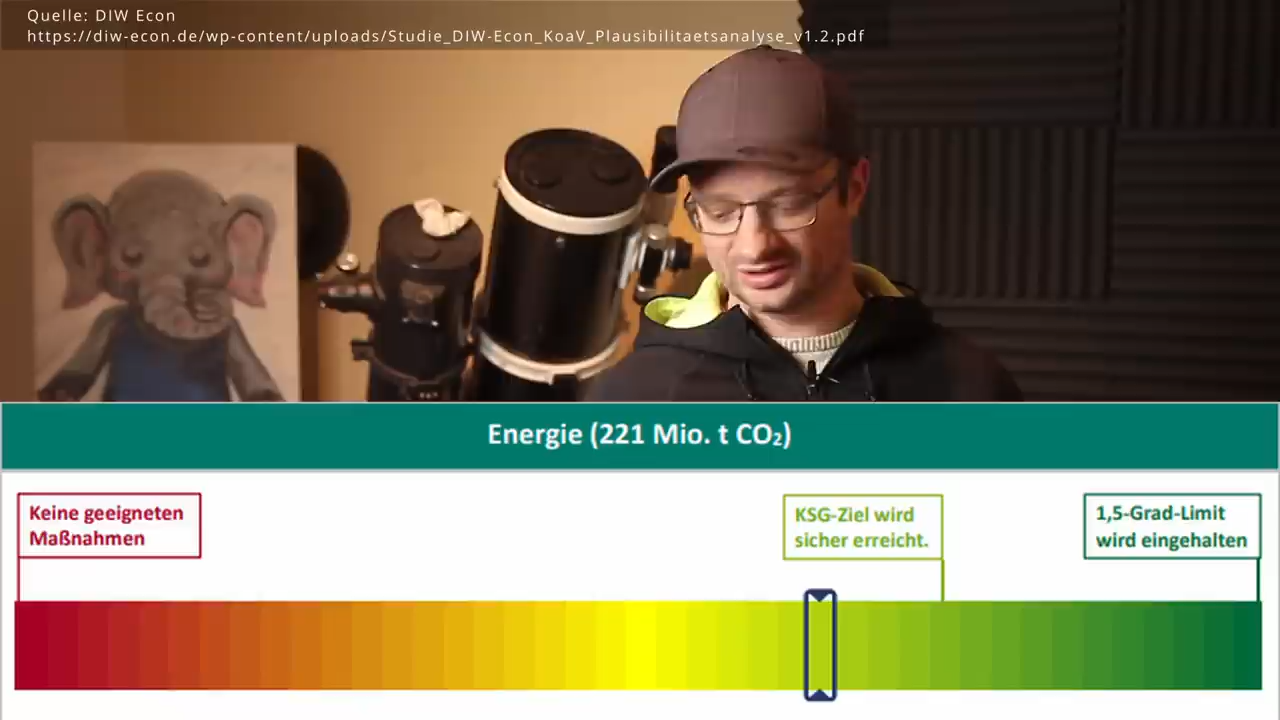 Quelle: DIW Econ
https://diw-econ.de/wp-content/uploads/Studie_DIW-Econ_KoaV_Plausibilitaetsanalyse_v1.2.pdf
Energie (221 Mio. t CO₂)
Keine geeigneten
Maßnahmen
KSG-Ziel wird
sicher erreicht.
1,5-Grad-Limit
wird eingehalten